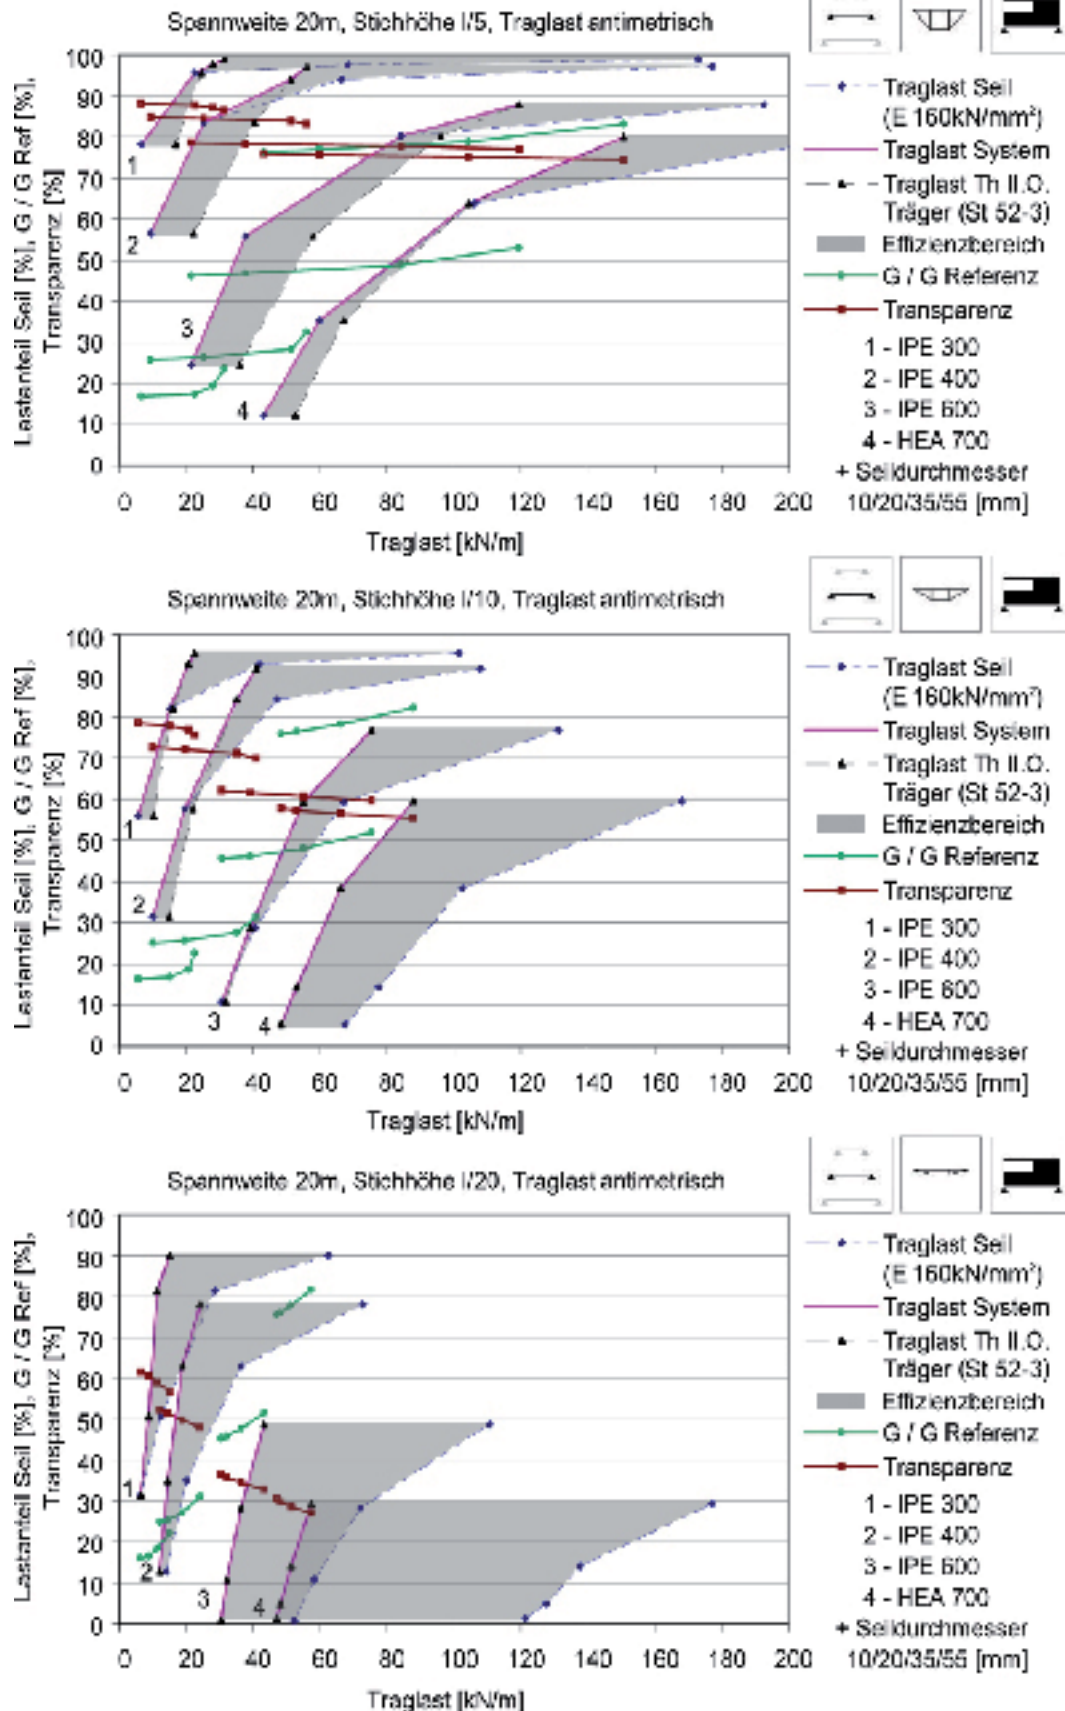 Spannweite 20m, Stichhöhe l/5, Traglast antimetrisch
Lastanteil Seil [%], G / G Ref [%],
Transparenz [%]
100
90
80
70
60
50
40
30
20
10
0
1
2
3
4
0 20 40 60 80 100 120 140 160 180 200
Traglast [kN/m]
Traglast Seil
(E 160kN/mm²)
Traglast System
Traglast Th II.O.
Träger (St 52-3)
Effizienzbereich
G / G Referenz
Transparenz
1 - IPE 300
2 - IPE 400
3 - IPE 600
4 - HEA 700
+ Seildurchmesser
10/20/35/55 [mm]
Spannweite 20m, Stichhöhe l/10, Traglast antimetrisch
Lastanteil Seil [%], G / G Ref [%],
Transparenz [%]
100
90
80
70
60
50
40
30
20
10
0
1
2
3
4
0 20 40 60 80 100 120 140 160 180 200
Traglast [kN/m]
Traglast Seil
(E 160kN/mm²)
Traglast System
Traglast Th II.O.
Träger (St 52-3)
Effizienzbereich
G / G Referenz
Transparenz
1 - IPE 300
2 - IPE 400
3 - IPE 600
4 - HEA 700
+ Seildurchmesser
10/20/35/55 [mm]
Spannweite 20m, Stichhöhe l/20, Traglast antimetrisch
Lastanteil Seil [%], G / G Ref [%],
Transparenz [%]
100
90
80
70
60
50
40
30
20
10
0
1
2
3
4
0 20 40 60 80 100 120 140 160 180 200
Traglast [kN/m]
Traglast Seil
(E 160kN/mm²)
Traglast System
Traglast Th II.O.
Träger (St 52-3)
Effizienzbereich
G / G Referenz
Transparenz
1 - IPE 300
2 - IPE 400
3 - IPE 600
4 - HEA 700
+ Seildurchmesser
10/20/35/55 [mm]